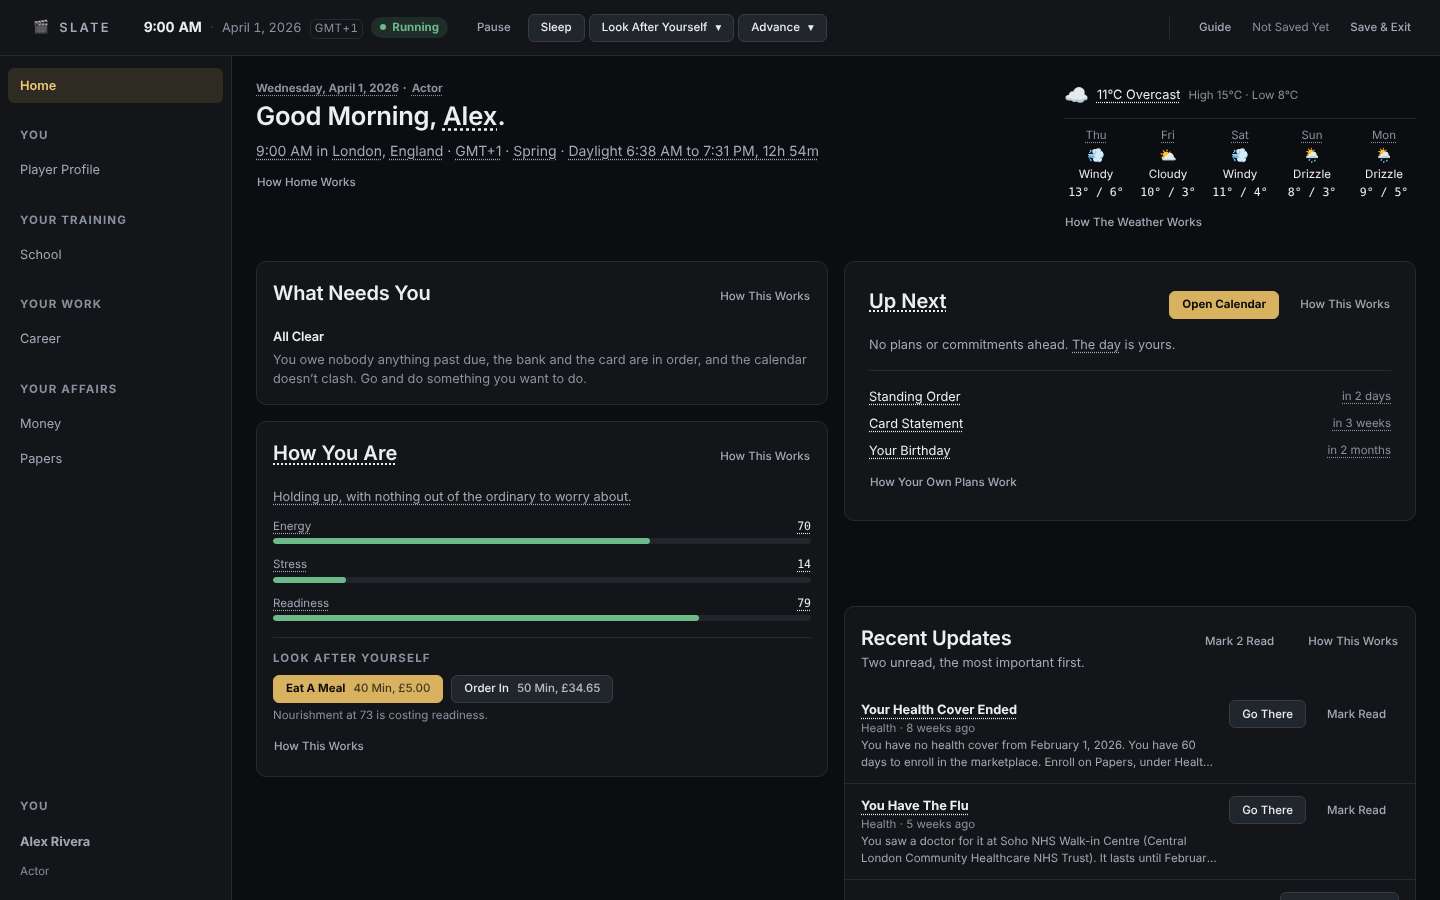 SLATE
9:00 AM · April 1, 2026 GMT+1 Running
Pause
Sleep
Look After Yourself ▾
Advance ▾
Guide
Not Saved Yet
Save & Exit
Home
YOU
Player Profile
YOUR TRAINING
School
YOUR WORK
Career
YOUR AFFAIRS
Money
Papers
YOU
Alex Rivera
Actor
Wednesday, April 1, 2026 · Actor
Good Morning, Alex.
9:00 AM in London, England · GMT+1 · Spring · Daylight 6:38 AM to 7:31 PM, 12h 54m
How Home Works
11°C Overcast High 15°C · Low 8°C
Thu Fri Sat Sun Mon
Windy Cloudy Windy Drizzle Drizzle
13° / 6° 10° / 3° 11° / 4° 8° / 3° 9° / 5°
How The Weather Works
What Needs You
How This Works
All Clear
You owe nobody anything past due, the bank and the card are in order, and the calendar
doesn't clash. Go and do something you want to do.
How You Are
How This Works
Holding up, with nothing out of the ordinary to worry about.
Energy 70
Stress 14
Readiness 79
LOOK AFTER YOURSELF
Eat A Meal 40 Min, £5.00
Order In 50 Min, £34.65
Nourishment at 73 is costing readiness.
How This Works
Up Next
Open Calendar
How This Works
No plans or commitments ahead. The day is yours.
Standing Order in 2 days
Card Statement in 3 weeks
Your Birthday in 2 months
How Your Own Plans Work
Recent Updates
Mark 2 Read
How This Works
Two unread, the most important first.
Your Health Cover Ended
Go There
Mark Read
Health · 8 weeks ago
You have no health cover from February 1, 2026. You have 60
days to enroll in the marketplace. Enroll on Papers, under Healt...
You Have The Flu
Go There
Mark Read
Health · 5 weeks ago
You saw a doctor for it at Soho NHS Walk-in Centre (Central
London Community Healthcare NHS Trust). It lasts until Februar...